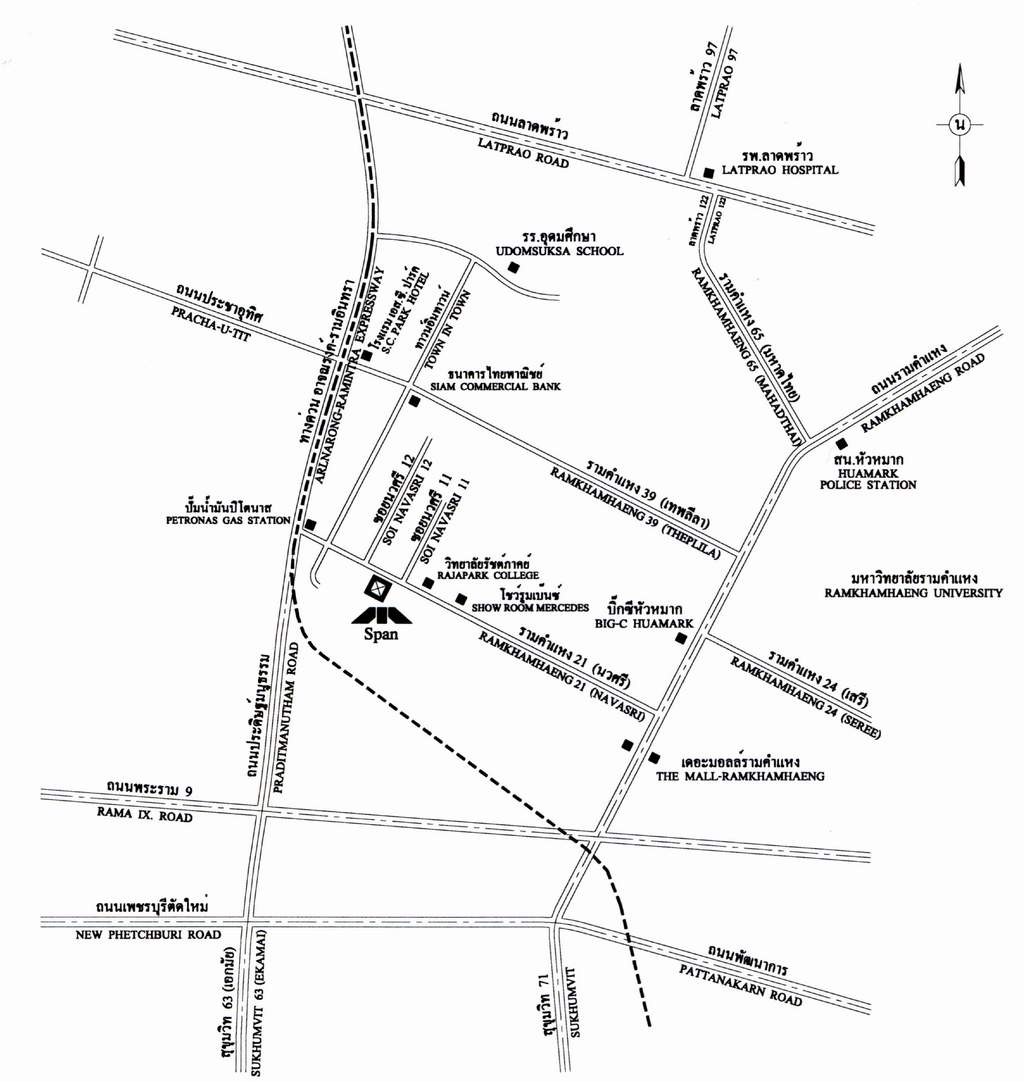 ถนนลาดพร้าว
LATPRAO ROAD
ลาดพร้าว 97
LATPRAO 97
น
รพ.ลาดพร้าว
LATPRAO HOSPITAL
ลาดพร้าว 122
LATPRAO 122
รร.อุดมศึกษา
UDOMSUKSA SCHOOL
ถนนประชาอุทิศ
PRACHA-U-TIT
ทางด่วน อาจณรงค์-รามอินทรา
ARLNARONG-RAMINTRA EXPRESSWAY
โรงแรม เอส.ซี. ปาร์ค
S.C. PARK HOTEL
ทาวน์อินทาวน์
TOWN IN TOWN
รามคำแหง 65 (มหาดไทย)
RAMKHAMHAENG 65 (MAHADTHAI)
ถนนรามคำแหง
RAMKHAMHAENG ROAD
ธนาคารไทยพาณิชย์
SIAM COMMERCIAL BANK
สน.หัวหมาก
HUAMARK
POLICE STATION
รามคำแหง 39 (เทพลีลา)
RAMKHAMHAENG 39 (THEPLILA)
ซอยนวศรี 12
SOI NAVASRI 12
ซอยนวศรี 11
SOI NAVASRI 11
ปั๊มน้ำมันปิโตนาส
PETRONAS GAS STATION
วิทยาลัยรัชต์ภาคย์
RAJAPARK COLLEGE
โชว์รูมเบ็นซ์
SHOW ROOM MERCEDES
มหาวิทยาลัยรามคำแหง
RAMKHAMHAENG UNIVERSITY
บิ๊กซีหัวหมาก
BIG-C HUAMARK
Span
รามคำแหง 21 (นวศรี)
RAMKHAMHAENG 21 (NAVASRI)
รามคำแหง 24 (เสรี)
RAMKHAMHAENG 24 (SEREE)
ถนนประดิษฐ์มนูธรรม
PRADITMANUTHAM ROAD
เดอะมอลล์รามคำแหง
THE MALL-RAMKHAMHAENG
ถนนพระราม 9
RAMA IX. ROAD
ถนนเพชรบุรีตัดใหม่
NEW PHETCHBURI ROAD
สุขุมวิท 63 (เอกมัย)
SUKHUMVIT 63 (EKAMAI)
สุขุมวิท 71
SUKHUMVIT
ถนนพัฒนาการ
PATTANAKARN ROAD